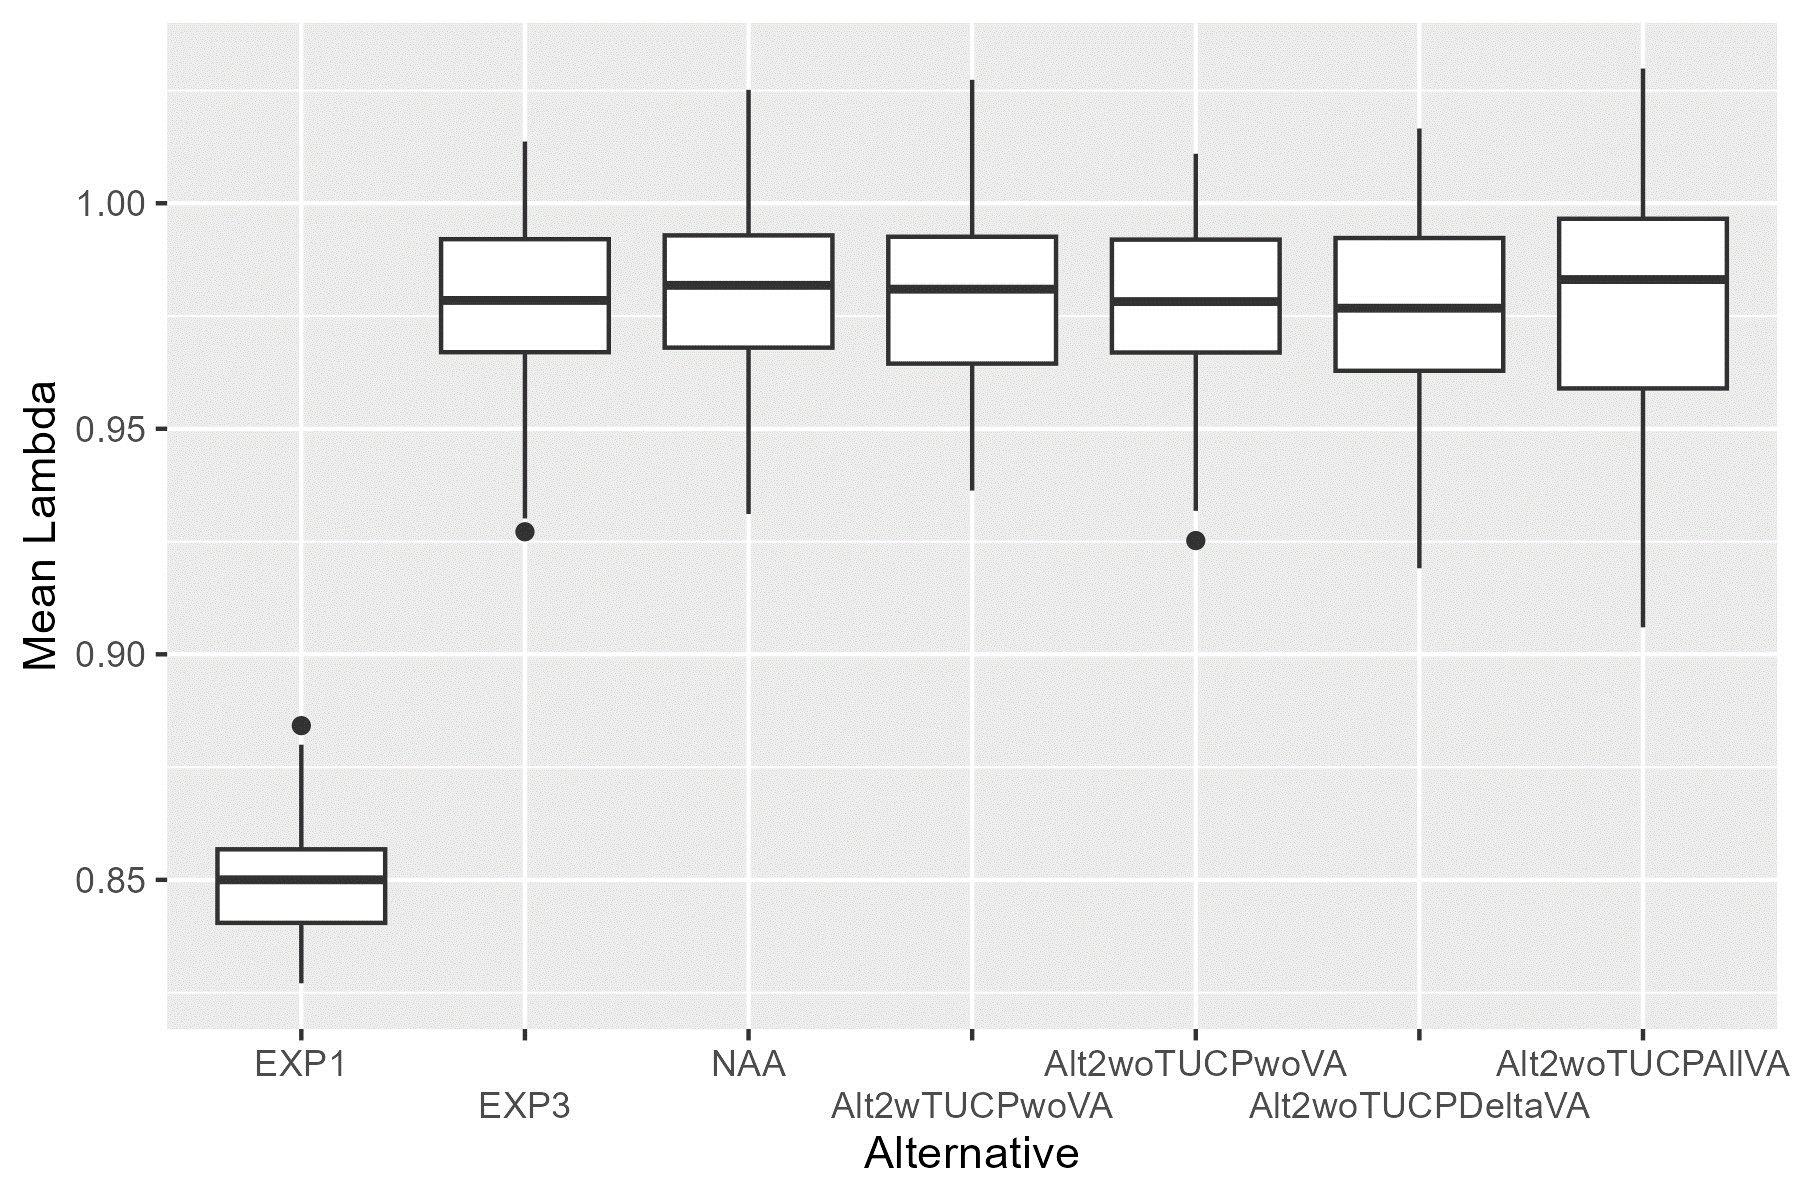 Mean Lambda
1.00
0.95
0.90
0.85
EXP1
EXP3
NAA
Alt2wTUCPwoVA
Alt2woTUCPwoVA
Alt2woTUCPDeltaVA
Alt2woTUCPAllVA
Alternative